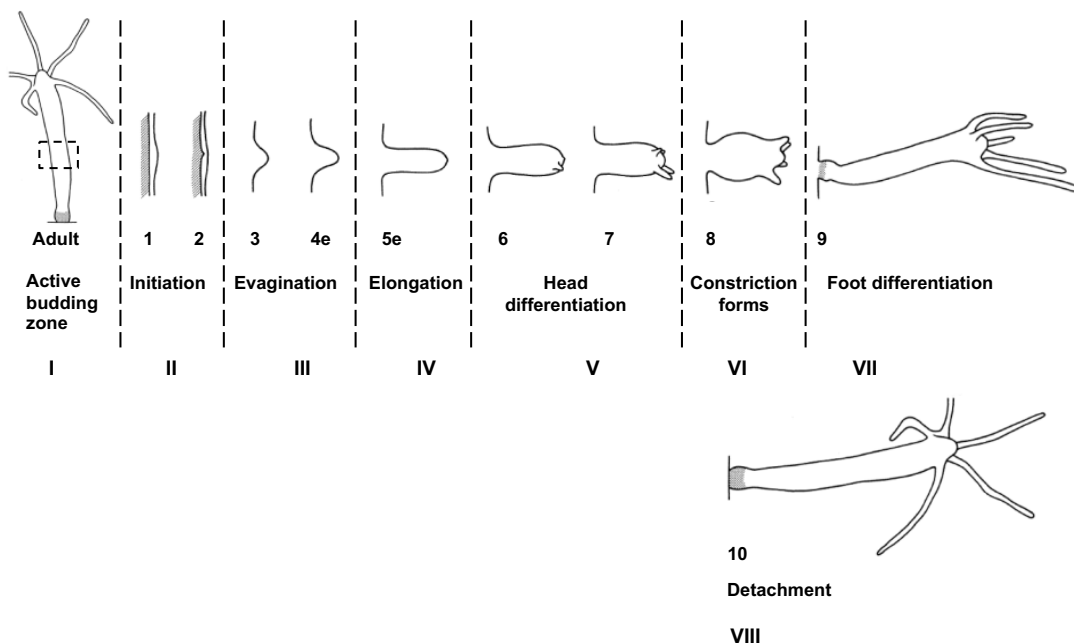 Adult 1 2 3 4e 5e 6 7 8 9
Active
budding
zone
Initiation
Evagination
Elongation
Head
differentiation
Constriction
forms
Foot differentiation
I II III IV V VI VII
10
Detachment
VIII